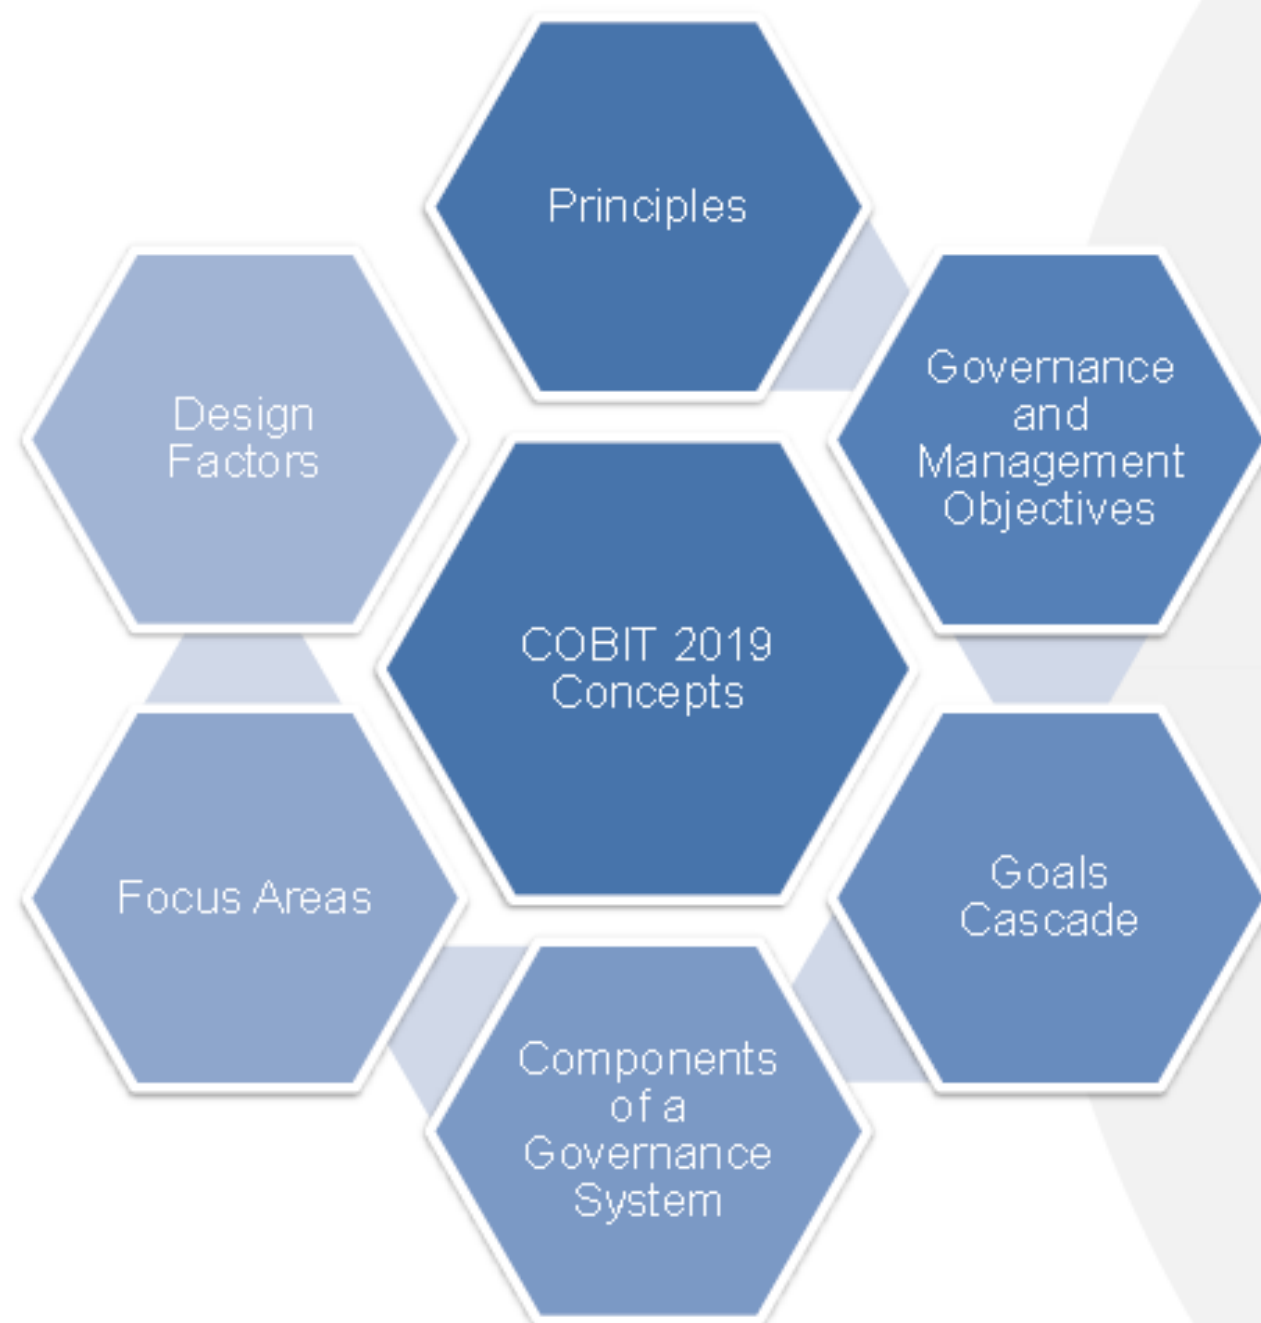 Principles
Governance
and
Management
Objectives
Design
Factors
COBIT 2019
Concepts
Goals
Cascade
Focus Areas
Components
of a
Governance
System